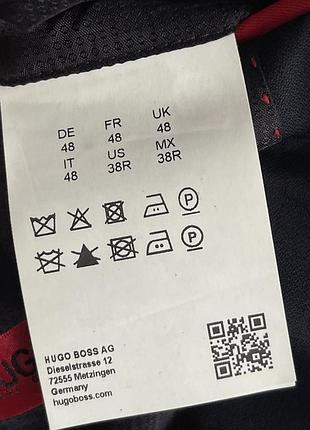 DE FR UK
48 48 48
IT US MX
48 38R 38R
P
P
HUGO BOSS AG
Dieselstrasse 12
72555 Metzingen
Germany
hugoboss.com